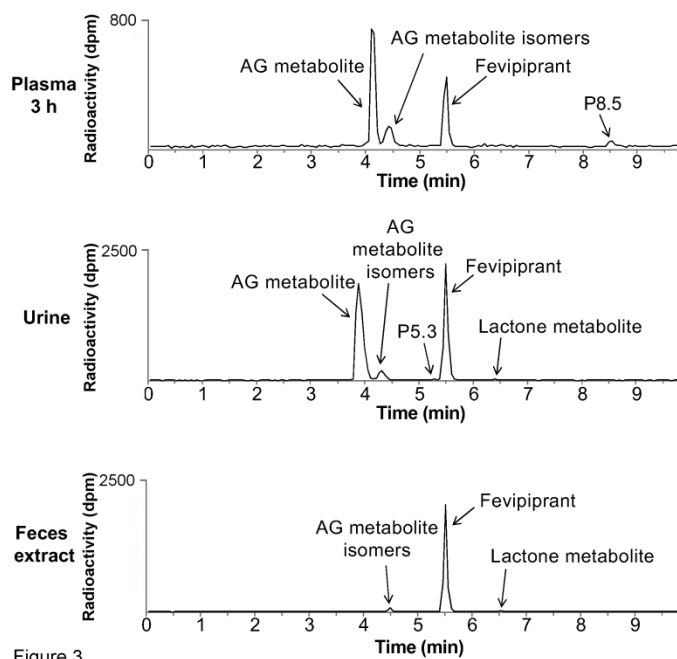 800
Radioactivity (dpm)
Plasma
3 h
AG metabolite isomers
AG metabolite
Fevipiprant
P8.5
0 1 2 3 4 5 6 7 8 9
Time (min)
2500
Radioactivity (dpm)
Urine
AG
metabolite
isomers
AG metabolite
Fevipiprant
P5.3
Lactone metabolite
0 1 2 3 4 5 6 7 8 9
Time (min)
2500
Radioactivity (dpm)
Feces
extract
Fevipiprant
AG metabolite
isomers
Lactone metabolite
0 1 2 3 4 5 6 7 8 9
Time (min)
Figure 3